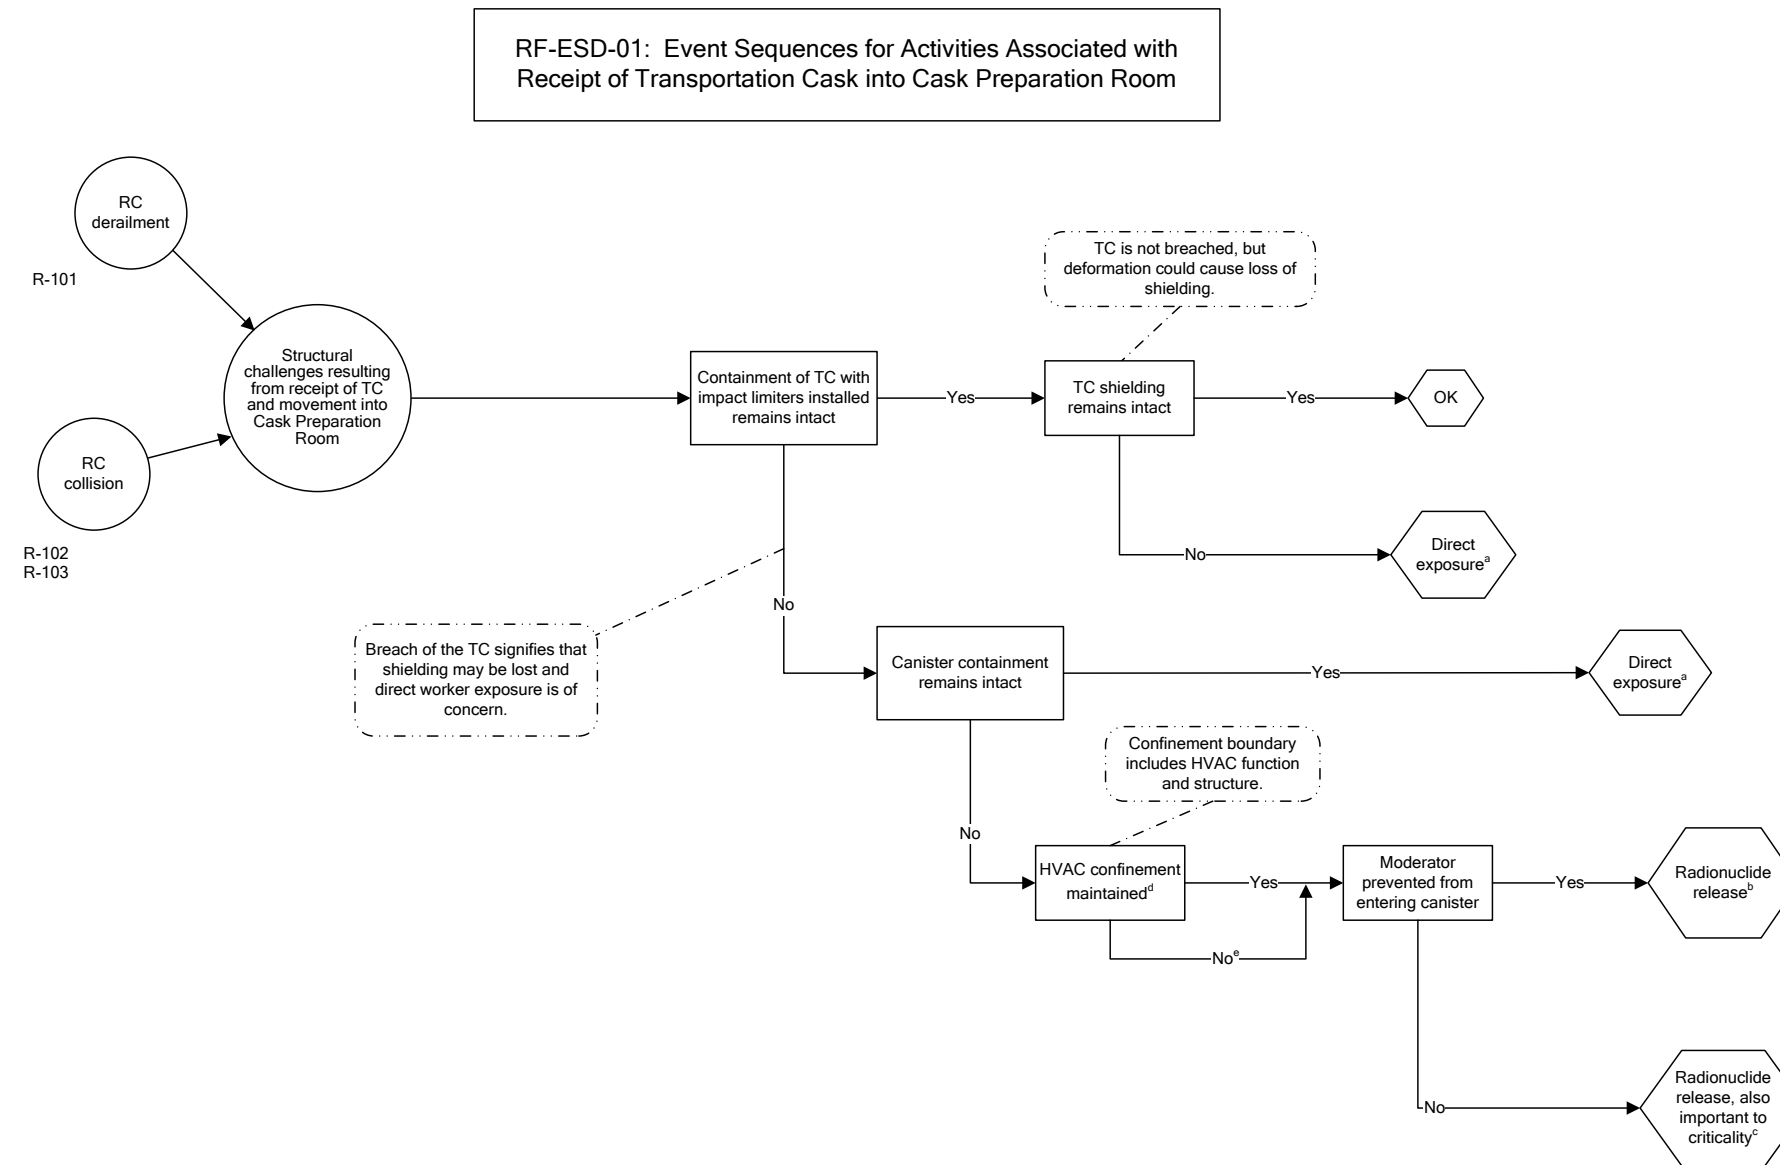 RF-ESD-01:  Event Sequences for Activities Associated with
Receipt of Transportation Cask into Cask Preparation Room
RC
derailment
R-101
RC
collision
R-102
R-103
Structural
challenges resulting
from receipt of TC
and movement into
Cask Preparation
Room
Containment of TC with
impact limiters installed
remains intact
Yes
TC is not breached, but
deformation could cause loss of
shielding.
TC shielding
remains intact
Yes
OK
No
Direct
exposureᵃ
No
Breach of the TC signifies that
shielding may be lost and
direct worker exposure is of
concern.
Canister containment
remains intact
Yes
Direct
exposureᵃ
No
Confinement boundary
includes HVAC function
and structure.
HVAC confinement
maintainedᵈ
Yes
Noᵉ
Moderator
prevented from
entering canister
Yes
Radionuclide
releaseᵇ
No
Radionuclide
release, also
important to
criticalityᶜ